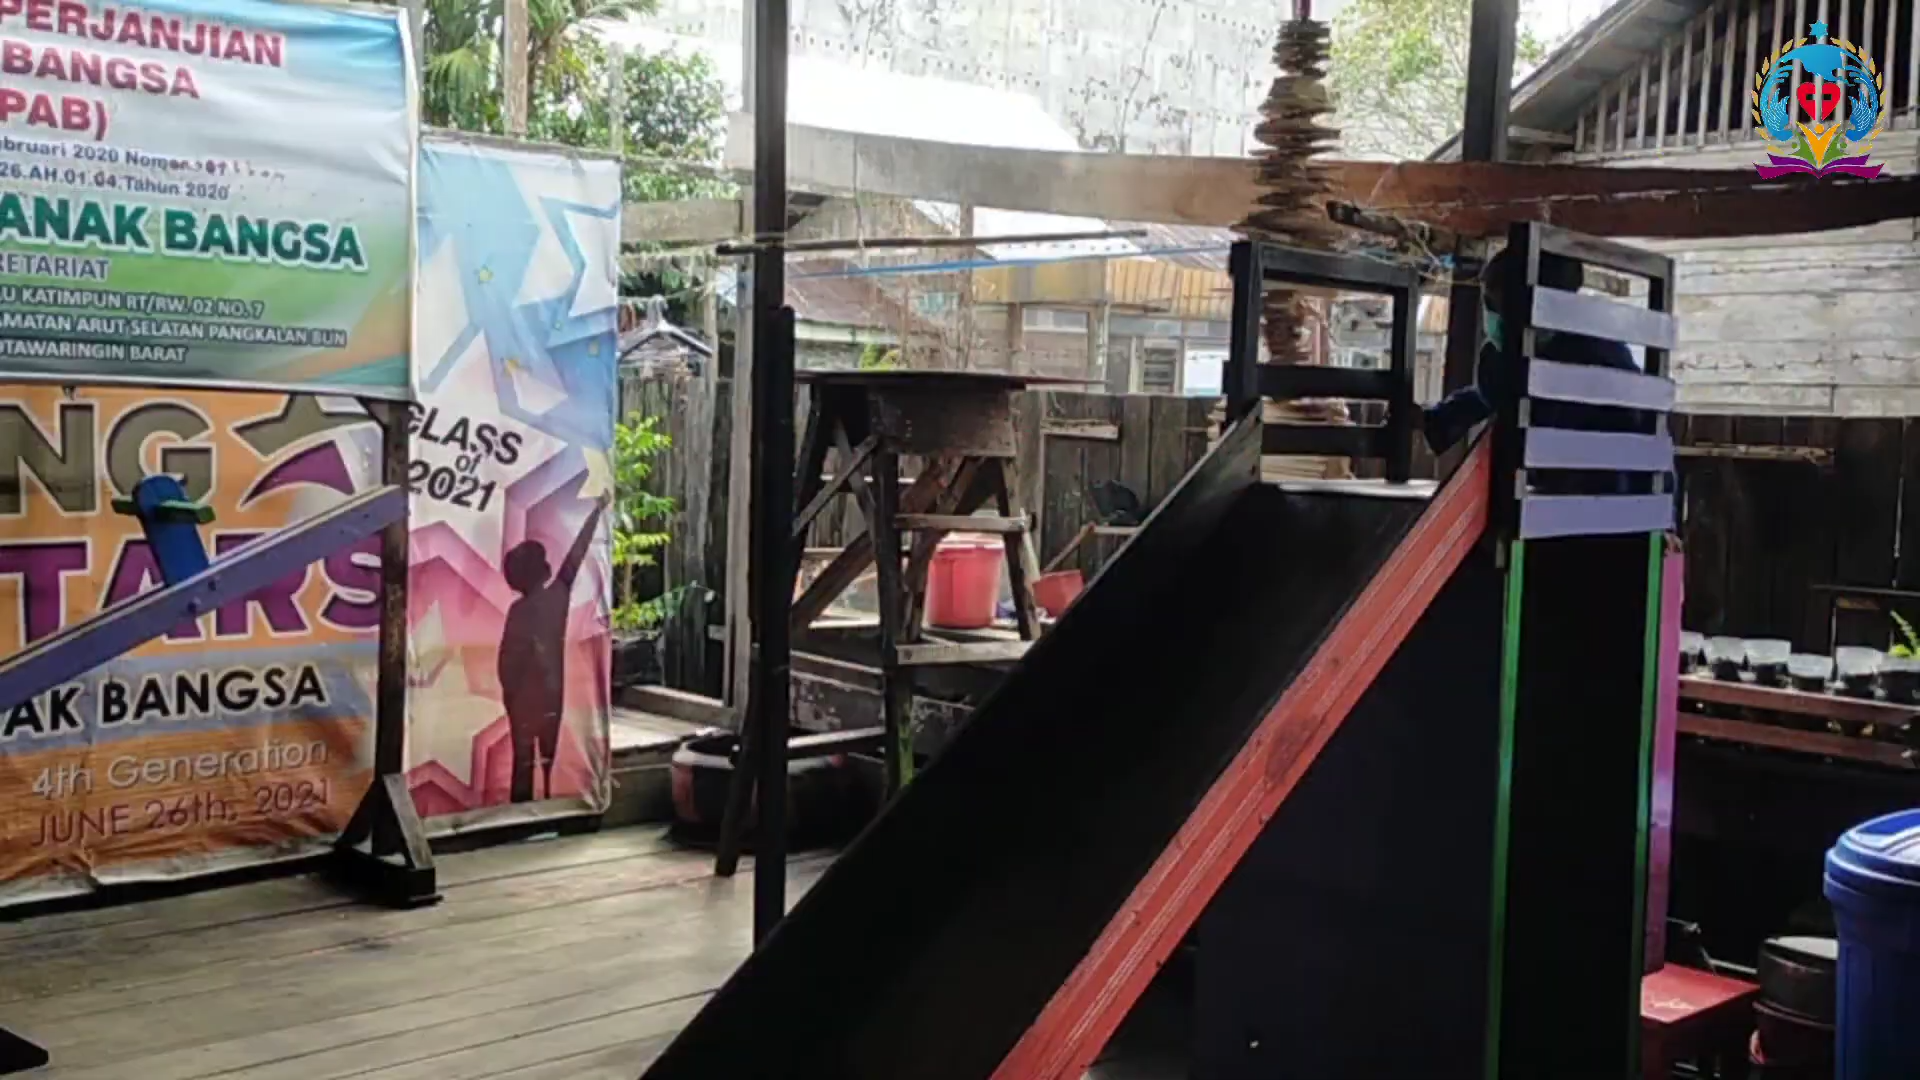 PERJANJIAN
BANGSA
PAB)
ebruari 2020 Nomor
26.AH.01.04.Tahun 2020
ANAK BANGSA
RETARIAT
U KATIMPUN RT/RW. 02 NO. 7
AMATAN ARUT SELATAN PANGKALAN BUN
OTAWARINGIN BARAT
NG
TARS
AK BANGSA
4th Generation
JUNE 26th, 2021
CLASS
of
2021